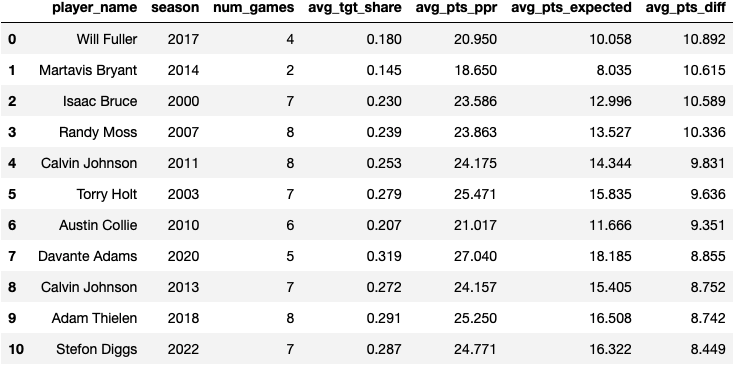 player_name season num_games avg_tgt_share avg_pts_ppr avg_pts_expected avg_pts_diff
0 Will Fuller 2017 4 0.180 20.950 10.058 10.892
1 Martavis Bryant 2014 2 0.145 18.650 8.035 10.615
2 Isaac Bruce 2000 7 0.230 23.586 12.996 10.589
3 Randy Moss 2007 8 0.239 23.863 13.527 10.336
4 Calvin Johnson 2011 8 0.253 24.175 14.344 9.831
5 Torry Holt 2003 7 0.279 25.471 15.835 9.636
6 Austin Collie 2010 6 0.207 21.017 11.666 9.351
7 Davante Adams 2020 5 0.319 27.040 18.185 8.855
8 Calvin Johnson 2013 7 0.272 24.157 15.405 8.752
9 Adam Thielen 2018 8 0.291 25.250 16.508 8.742
10 Stefon Diggs 2022 7 0.287 24.771 16.322 8.449